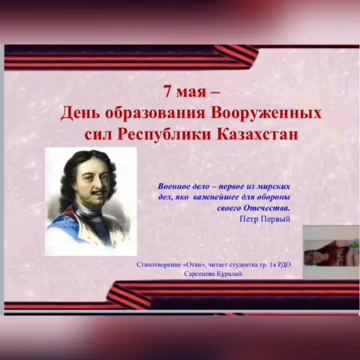 7 мая –
День образования Вооруженных
сил Республики Казахстан
Военное дело – первое из мирских
дел, яко важнейшее для обороны
своего Отечества.
Петр Первый
Стихотворение «Отан», читает студентка гр. 1а РДО
Сарсенова Құралай.